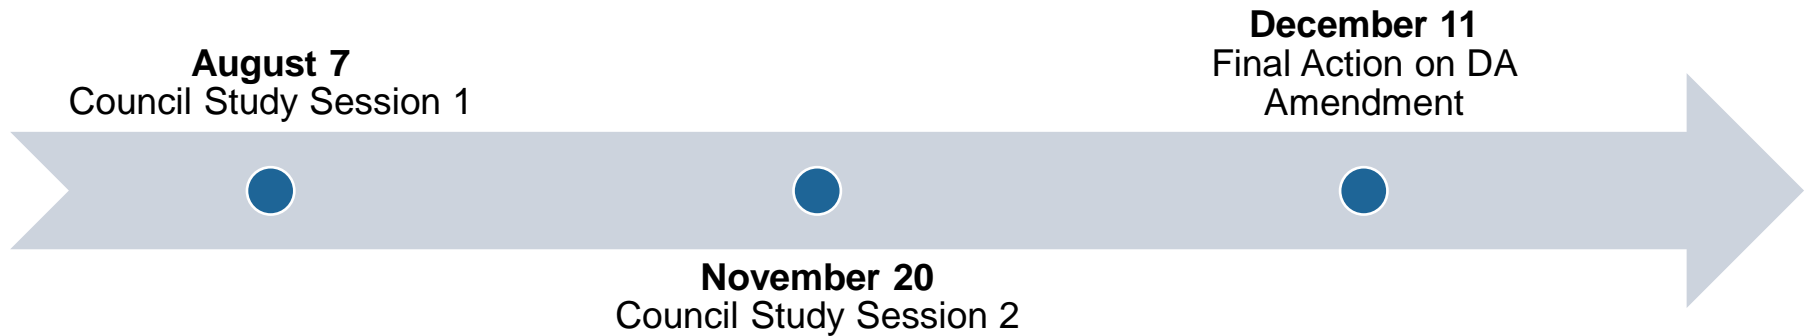 August 7
Council Study Session 1
November 20
Council Study Session 2
December 11
Final Action on DA
Amendment